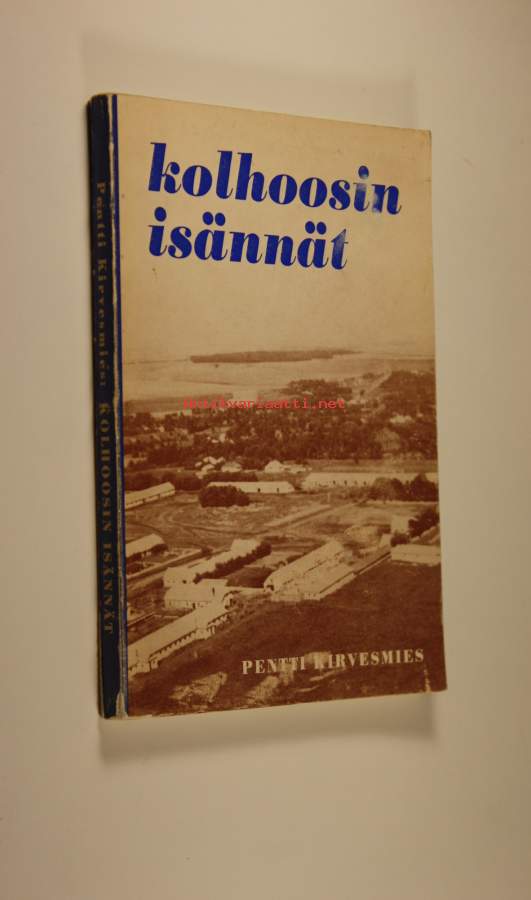 kolhoosin
isännät
antikvariaatti.net
PENTTI KIRVESMIES
Pentti Kirvesmies: KOLHOOSIN ISÄNNÄT